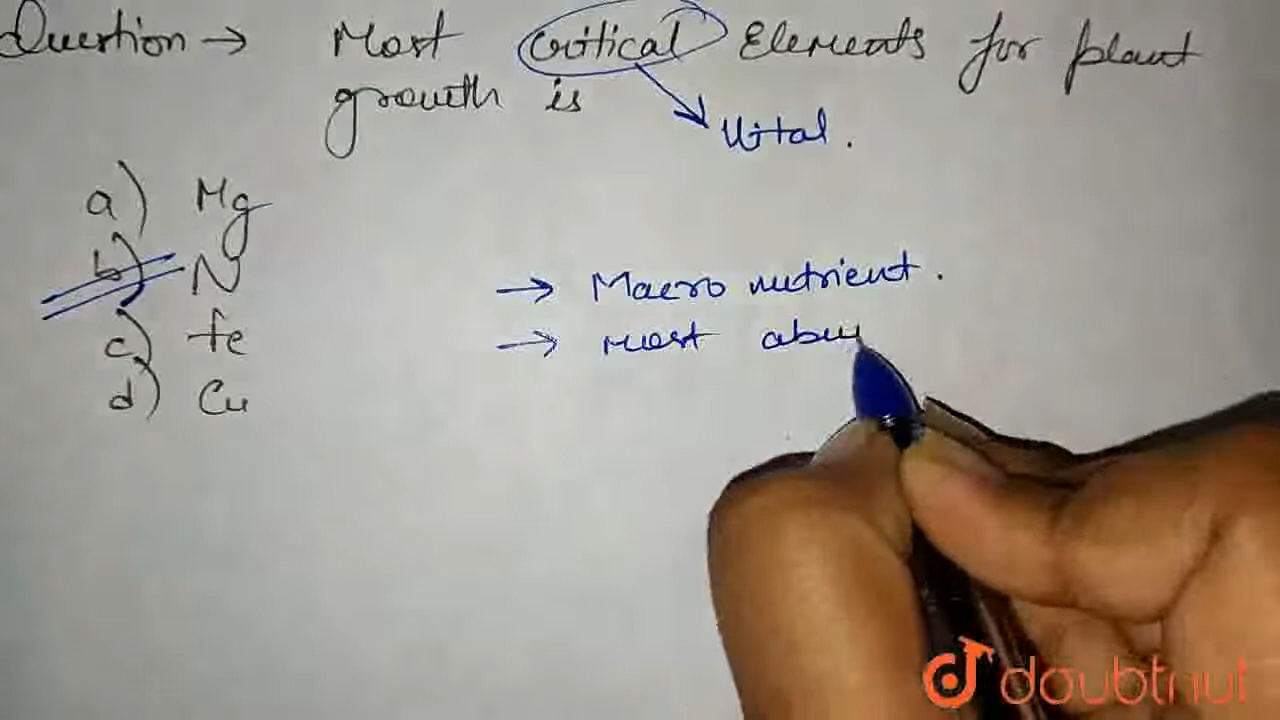 Question → Most Critical Elements for plant
growth is
→ Vital.
a) Mg
b) N
c) fe
d) Cu
→ Macro nutrient.
→ most abu
doubtnut